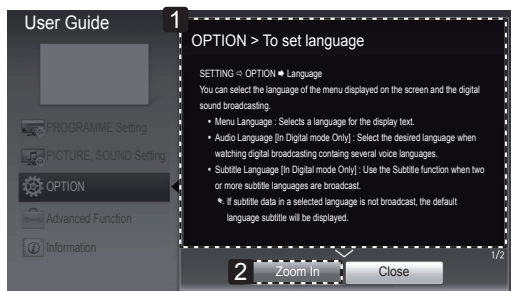 User Guide
1
OPTION > To set language
SETTING ⇨ OPTION ➡ Language
You can select the language of the menu displayed on the screen and the digital
sound broadcasting.
• Menu Language : Selects a language for the display text.
• Audio Language [In Digital mode Only] : Select the desired language when
watching digital broadcasting containg several voice languages.
• Subtitle Language [In Digital mode Only] : Use the Subtitle function when two
or more subtitle languages are broadcast.
✎ If subtitle data in a selected language is not broadcast, the default
language subtitle will be displayed.
PROGRAMME Setting
PICTURE, SOUND Setting
OPTION
Advanced Function
Information
1/2
2
Zoom In
Close